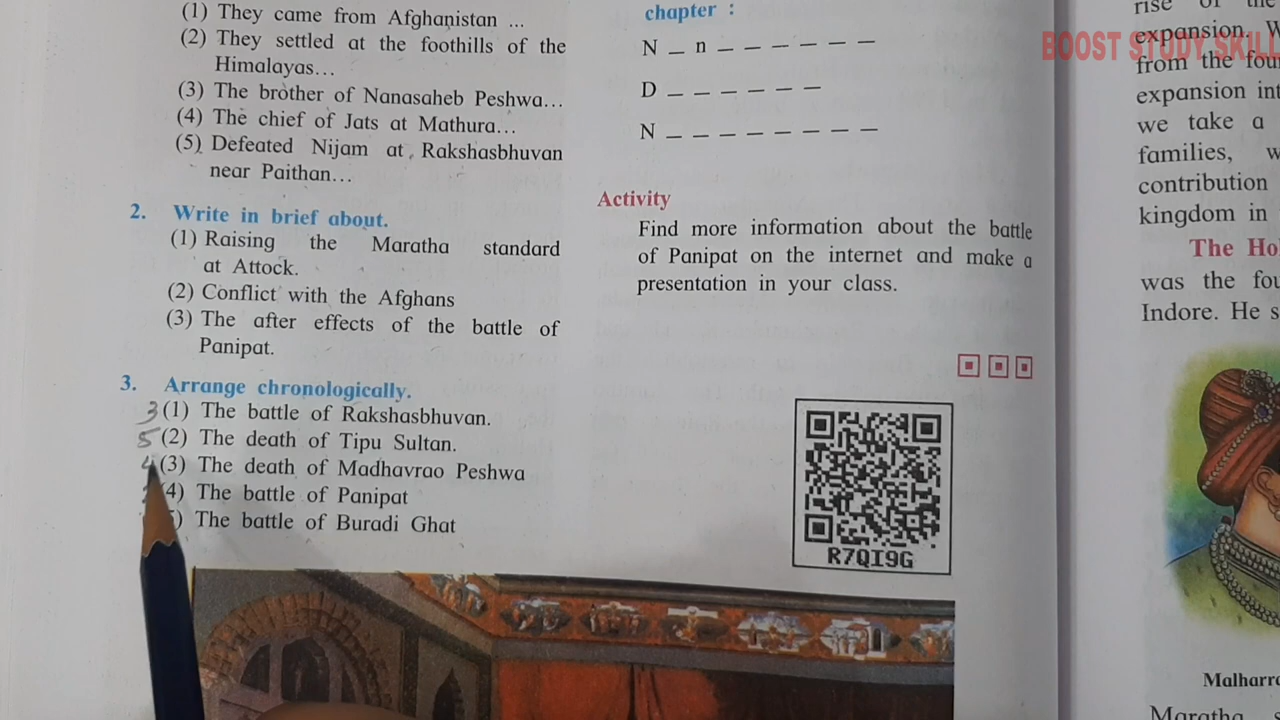 (1) They came from Afghanistan ...
(2) They settled at the foothills of the
Himalayas...
(3) The brother of Nanasaheb Peshwa...
(4) The chief of Jats at Mathura...
(5) Defeated Nijam at Rakshasbhuvan
near Paithan...
2. Write in brief about.
(1) Raising the Maratha standard
at Attock.
(2) Conflict with the Afghans
(3) The after effects of the battle of
Panipat.
3. Arrange chronologically.
3 (1) The battle of Rakshasbhuvan.
5 (2) The death of Tipu Sultan.
4 (3) The death of Madhavrao Peshwa
4) The battle of Panipat
) The battle of Buradi Ghat
chapter :
N _ n _ _ _ _ _ _ _
D _ _ _ _ _ _
N _ _ _ _ _ _ _ _
Activity
Find more information about the battle
of Panipat on the internet and make a
presentation in your class.
R7QI9G
BOOST STUDY SKILL
rise of the
expansion. W
from the fou
expansion int
we take a
families, w
contribution
kingdom in
The Ho
was the fou
Indore. He s
Malharra
Maratha s